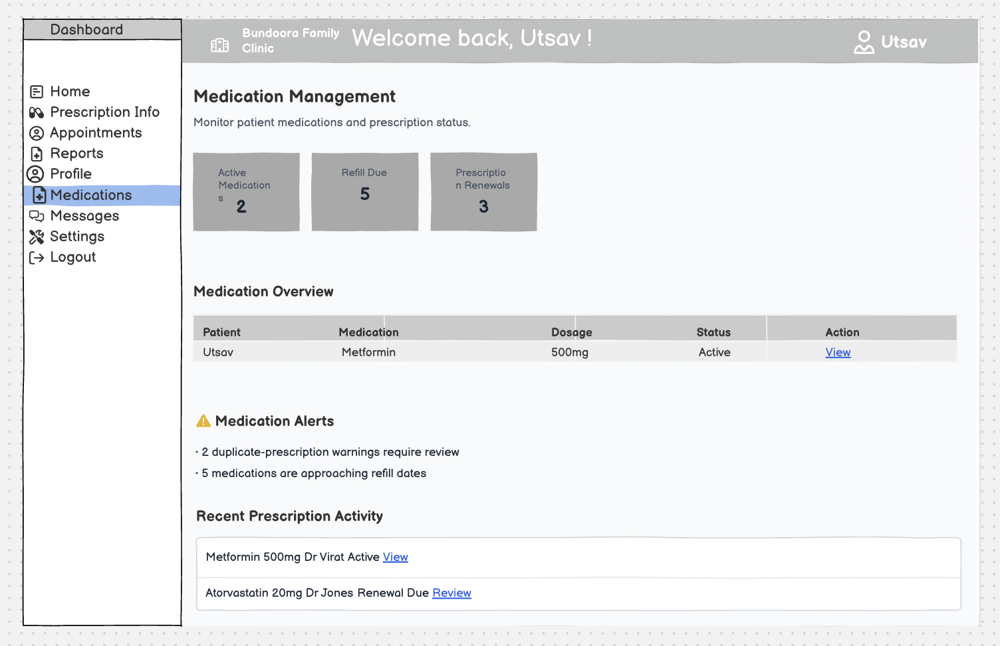 Dashboard
Bundoora Family
Clinic
Welcome back, Utsav !
Utsav
Home
Prescription Info
Appointments
Reports
Profile
Medications
Messages
Settings
Logout
Medication Management
Monitor patient medications and prescription status.
Active
Medication
s
2
Refill Due
5
Prescriptio
n Renewals
3
Medication Overview
Patient Medication Dosage Status Action
Utsav Metformin 500mg Active View
Medication Alerts
· 2 duplicate-prescription warnings require review
· 5 medications are approaching refill dates
Recent Prescription Activity
Metformin 500mg Dr Virat Active View
Atorvastatin 20mg Dr Jones Renewal Due Review